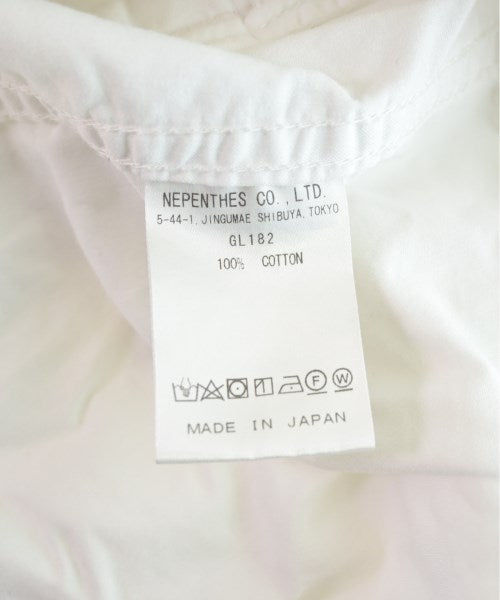 NEPENTHES CO.,LTD.
5-44-1, JINGUMAE SHIBUYA, TOKYO
GL182
100% COTTON
F W
MADE IN JAPAN